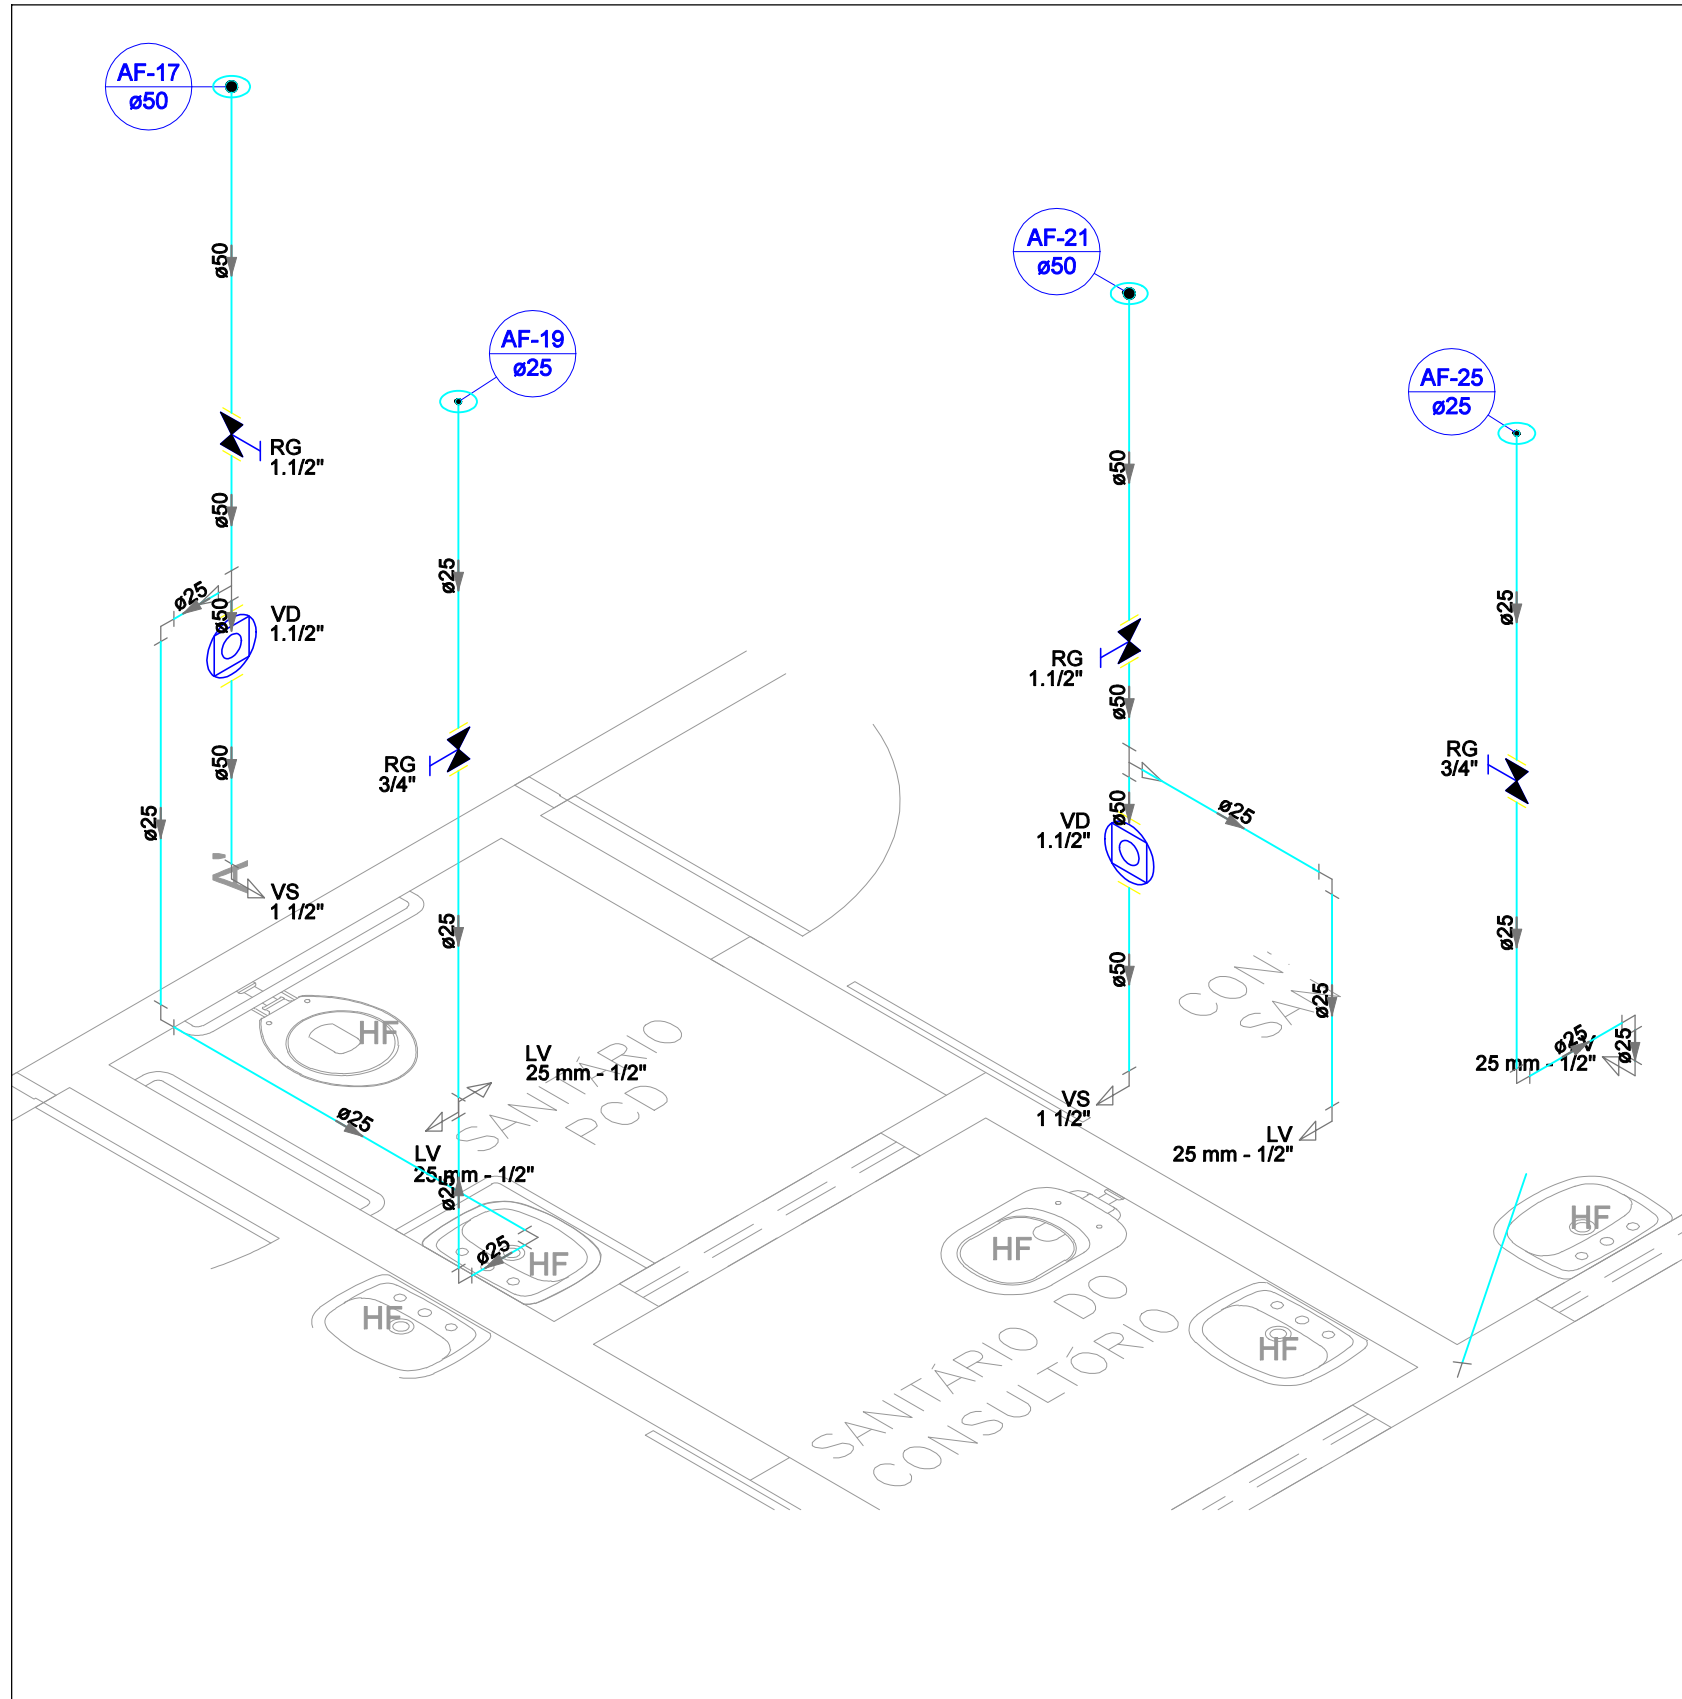 AF-17
ø50
AF-21
ø50
ø50
AF-19
ø25
AF-25
ø25
RG
1.1/2"
ø50
ø50
ø25
ø25
ø25
ø50
VD
1.1/2"
RG
1.1/2"
ø50
RG
3/4"
RG
3/4"
ø50
ø25
ø50
ø25
VD
1.1/2"
VS
1 1/2"
ø25
ø50
ø25
ø25
HF
SANITÁRIO
PCD
LV
25 mm - 1/2"
ø25
ø25
25 mm - 1/2"
VS
1 1/2"
LV
25 mm - 1/2"
ø25
LV
25 mm - 1/2"
ø25
ø25
HF
HF
HF
HF
HF
SANITÁRIO DO
CONSULTÓRIO